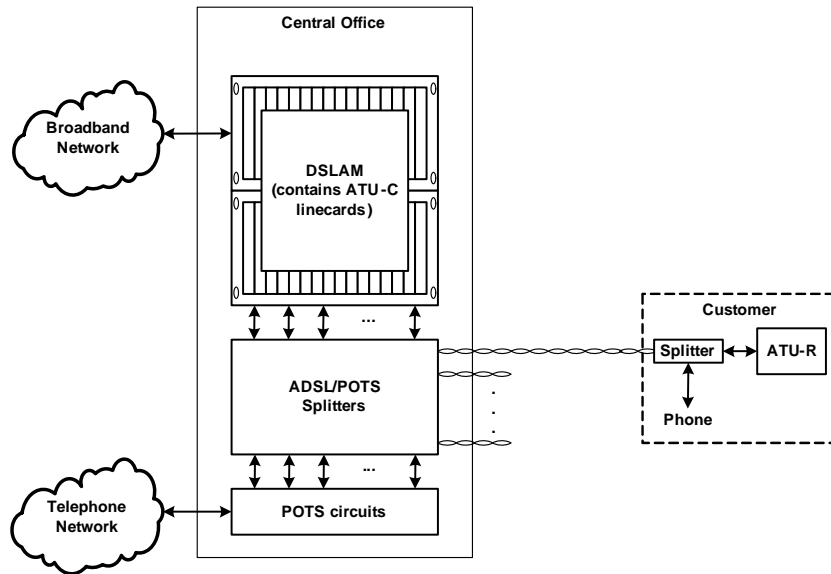 Central Office
Broadband
Network
DSLAM
(contains ATU-C
linecards)
...
Customer
Splitter
ATU-R
Phone
ADSL/POTS
Splitters
.
.
.
...
Telephone
Network
POTS circuits